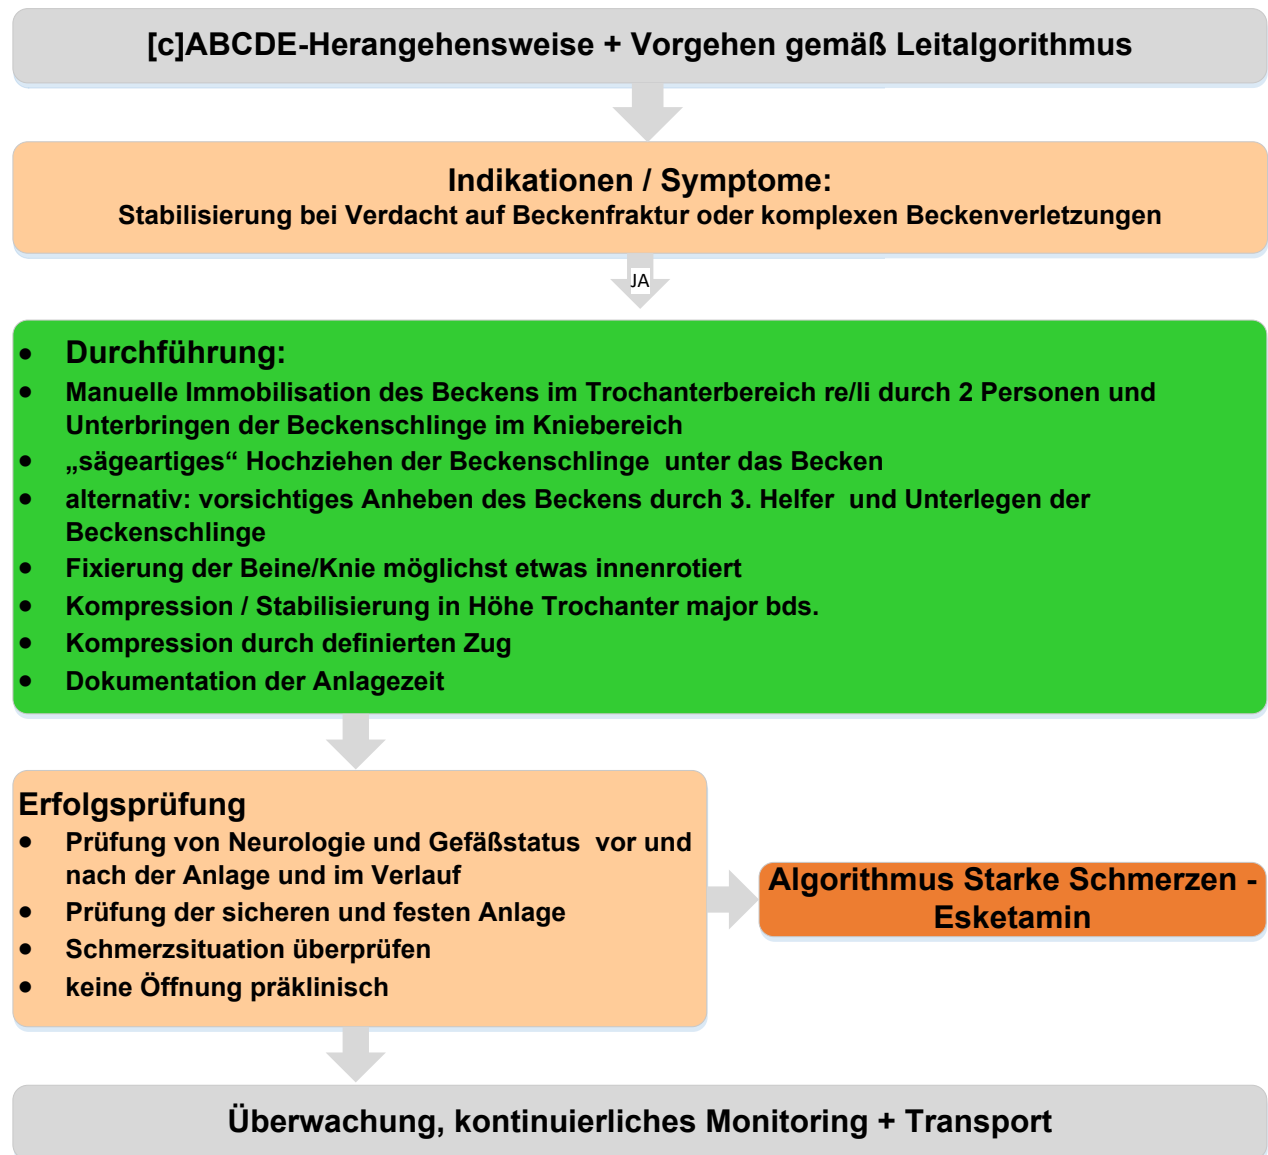 [c]ABCDE-Herangehensweise + Vorgehen gemäß Leitalgorithmus
Indikationen / Symptome:
Stabilisierung bei Verdacht auf Beckenfraktur oder komplexen Beckenverletzungen
JA
• Durchführung:
• Manuelle Immobilisation des Beckens im Trochanterbereich re/li durch 2 Personen und
Unterbringen der Beckenschlinge im Kniebereich
• „sägeartiges“ Hochziehen der Beckenschlinge unter das Becken
• alternativ: vorsichtiges Anheben des Beckens durch 3. Helfer und Unterlegen der
Beckenschlinge
• Fixierung der Beine/Knie möglichst etwas innenrotiert
• Kompression / Stabilisierung in Höhe Trochanter major bds.
• Kompression durch definierten Zug
• Dokumentation der Anlagezeit
Erfolgsprüfung
• Prüfung von Neurologie und Gefäßstatus vor und
nach der Anlage und im Verlauf
• Prüfung der sicheren und festen Anlage
• Schmerzsituation überprüfen
• keine Öffnung präklinisch
Algorithmus Starke Schmerzen -
Esketamin
Überwachung, kontinuierliches Monitoring + Transport